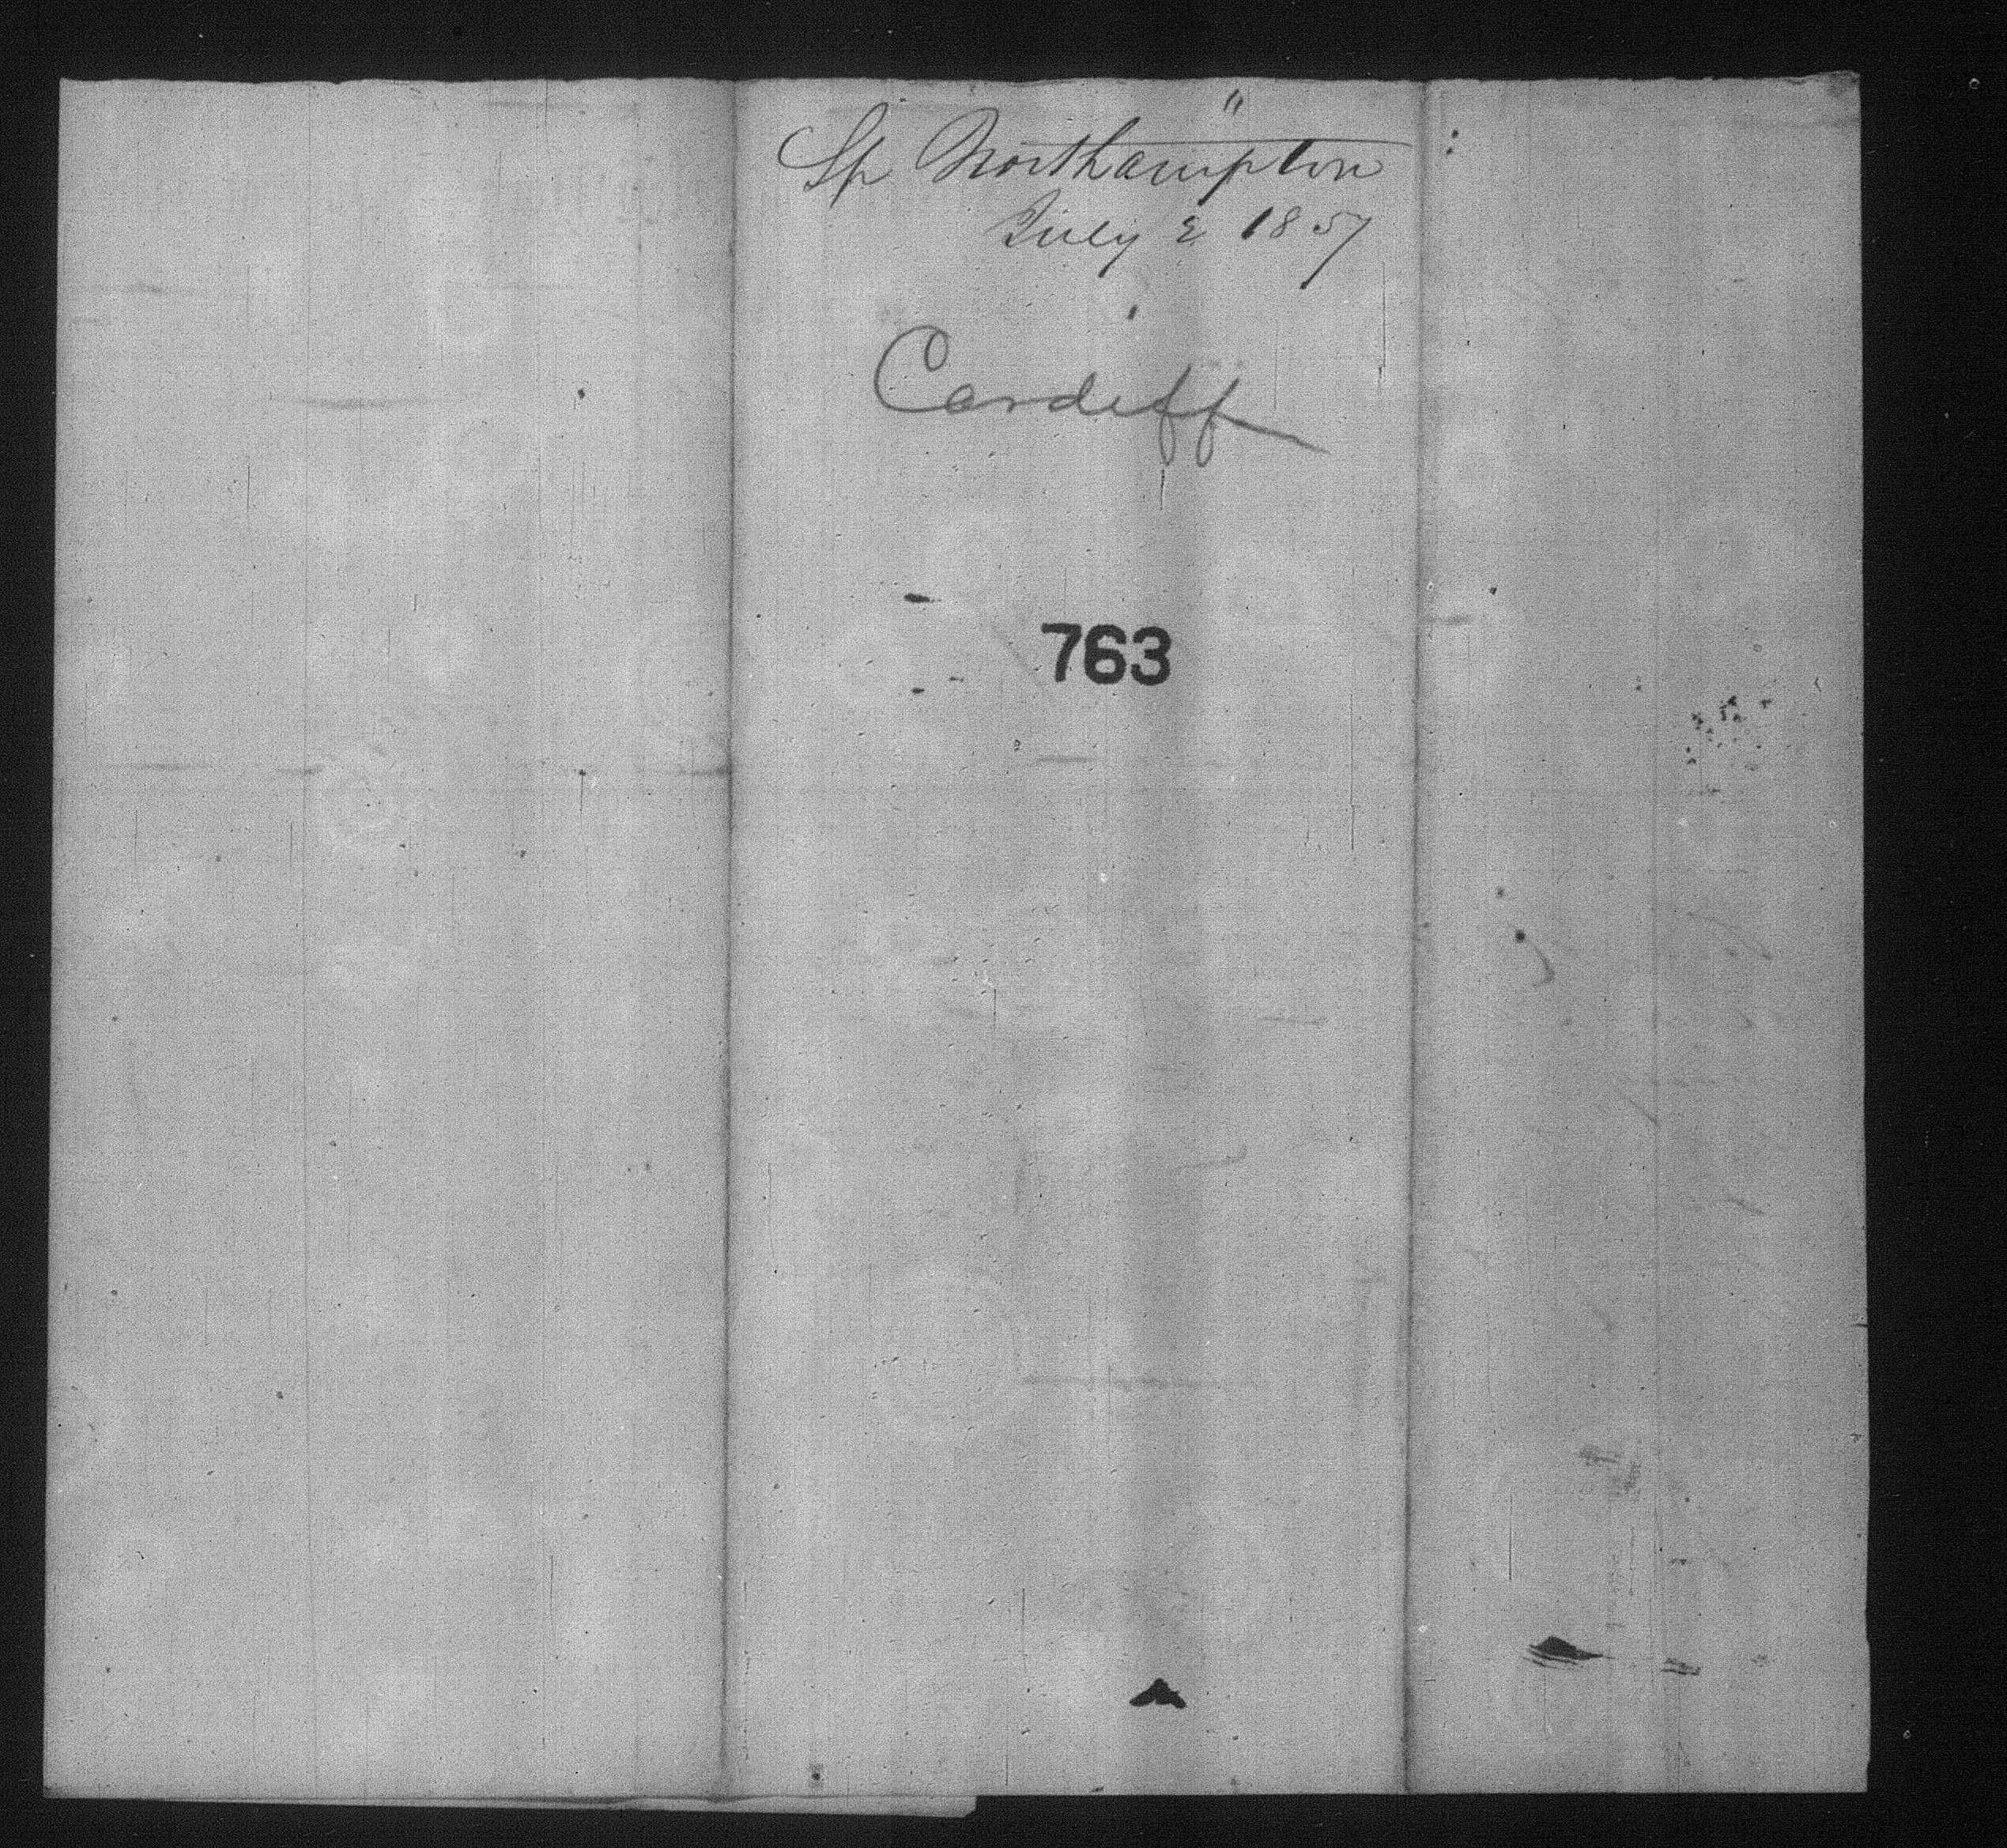 Sp Northampton
July 2 1857
Cardiff
763